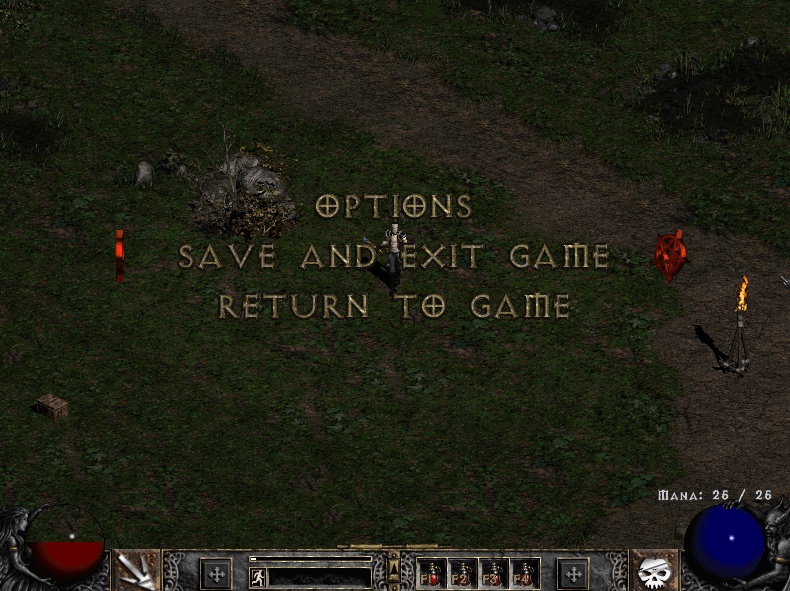 OPTIONS
SAVE AND EXIT GAME
RETURN TO GAME
MANA: 26 / 26
F1 F2 F3 F4